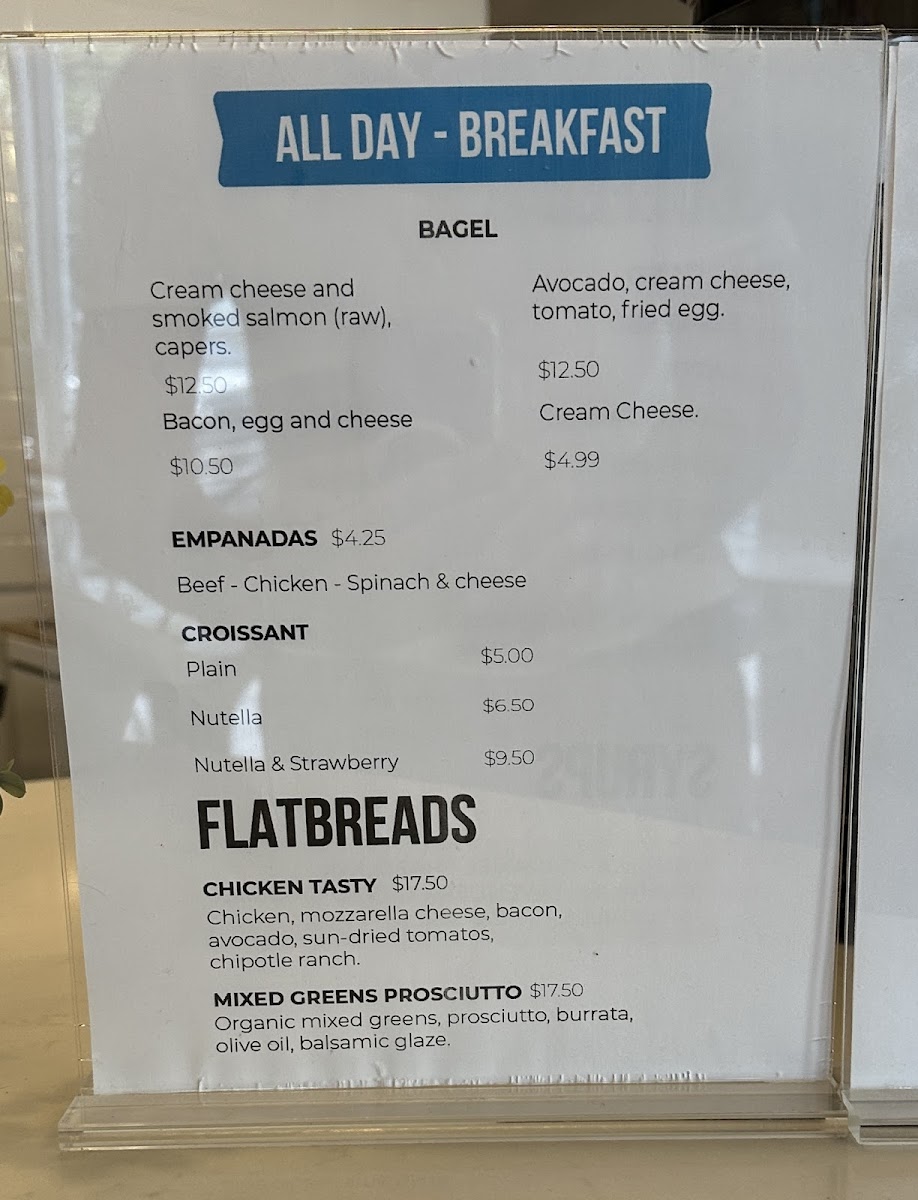 ALL DAY - BREAKFAST
BAGEL
Cream cheese and
smoked salmon (raw),
capers.
$12.50
Bacon, egg and cheese
$10.50
Avocado, cream cheese,
tomato, fried egg.
$12.50
Cream Cheese.
$4.99
EMPANADAS $4.25
Beef - Chicken - Spinach & cheese
CROISSANT
Plain $5.00
Nutella $6.50
Nutella & Strawberry $9.50
SYRUPS
FLATBREADS
CHICKEN TASTY $17.50
Chicken, mozzarella cheese, bacon,
avocado, sun-dried tomatos,
chipotle ranch.
MIXED GREENS PROSCIUTTO $17.50
Organic mixed greens, prosciutto, burrata,
olive oil, balsamic glaze.